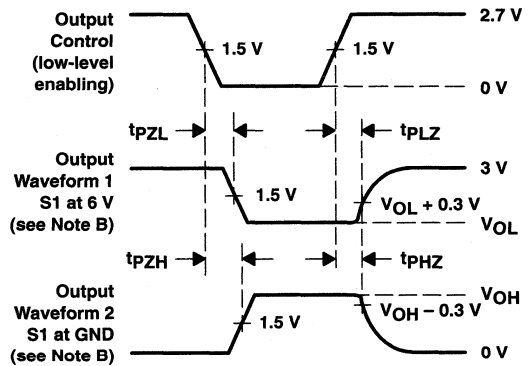 Output
Control
(low-level
enabling)
1.5 V
1.5 V
2.7 V
0 V
tPZL
tPLZ
Output
Waveform 1
S1 at 6 V
(see Note B)
1.5 V
3 V
VOL + 0.3 V
VOL
tPZH
tPHZ
Output
Waveform 2
S1 at GND
(see Note B)
1.5 V
VOH
VOH − 0.3 V
0 V